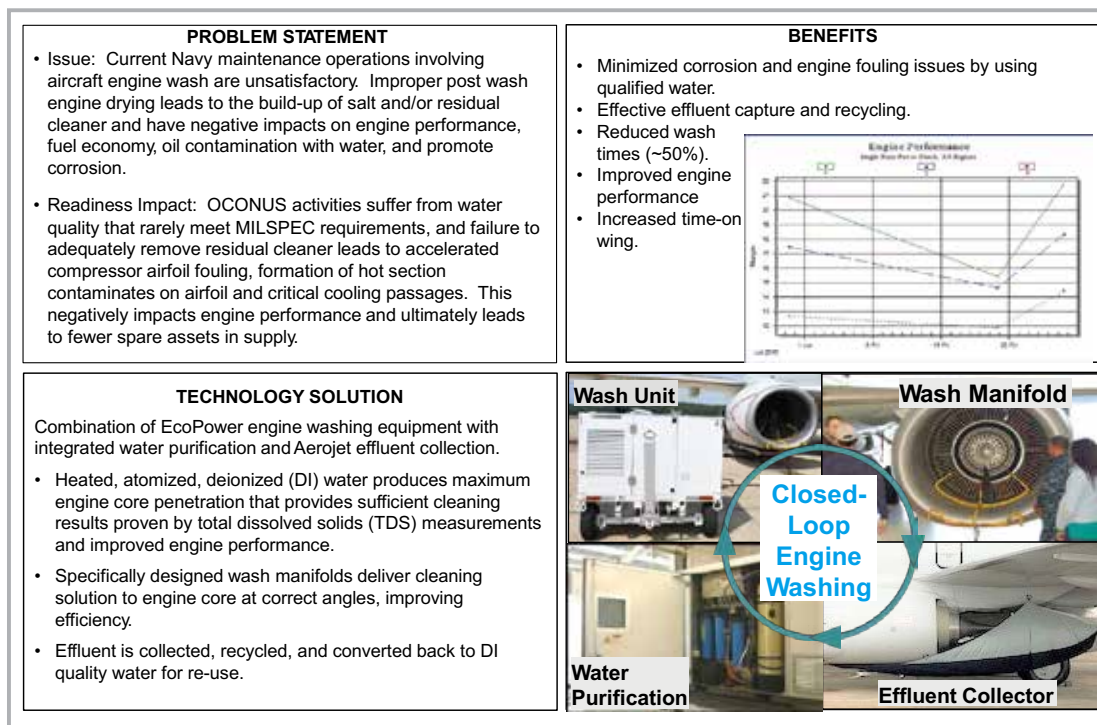 PROBLEM STATEMENT
• Issue: Current Navy maintenance operations involving
aircraft engine wash are unsatisfactory. Improper post wash
engine drying leads to the build-up of salt and/or residual
cleaner and have negative impacts on engine performance,
fuel economy, oil contamination with water, and promote
corrosion.
• Readiness Impact: OCONUS activities suffer from water
quality that rarely meet MILSPEC requirements, and failure to
adequately remove residual cleaner leads to accelerated
compressor airfoil fouling, formation of hot section
contaminates on airfoil and critical cooling passages. This
negatively impacts engine performance and ultimately leads
to fewer spare assets in supply.
BENEFITS
• Minimized corrosion and engine fouling issues by using
qualified water.
• Effective effluent capture and recycling.
• Reduced wash
times (~50%).
• Improved engine
performance
• Increased time-on
wing.
Engine Performance
Margin
TECHNOLOGY SOLUTION
Combination of EcoPower engine washing equipment with
integrated water purification and Aerojet effluent collection.
• Heated, atomized, deionized (DI) water produces maximum
engine core penetration that provides sufficient cleaning
results proven by total dissolved solids (TDS) measurements
and improved engine performance.
• Specifically designed wash manifolds deliver cleaning
solution to engine core at correct angles, improving
efficiency.
• Effluent is collected, recycled, and converted back to DI
quality water for re-use.
Wash Unit
Wash Manifold
Closed-
Loop
Engine
Washing
Water
Purification
Effluent Collector